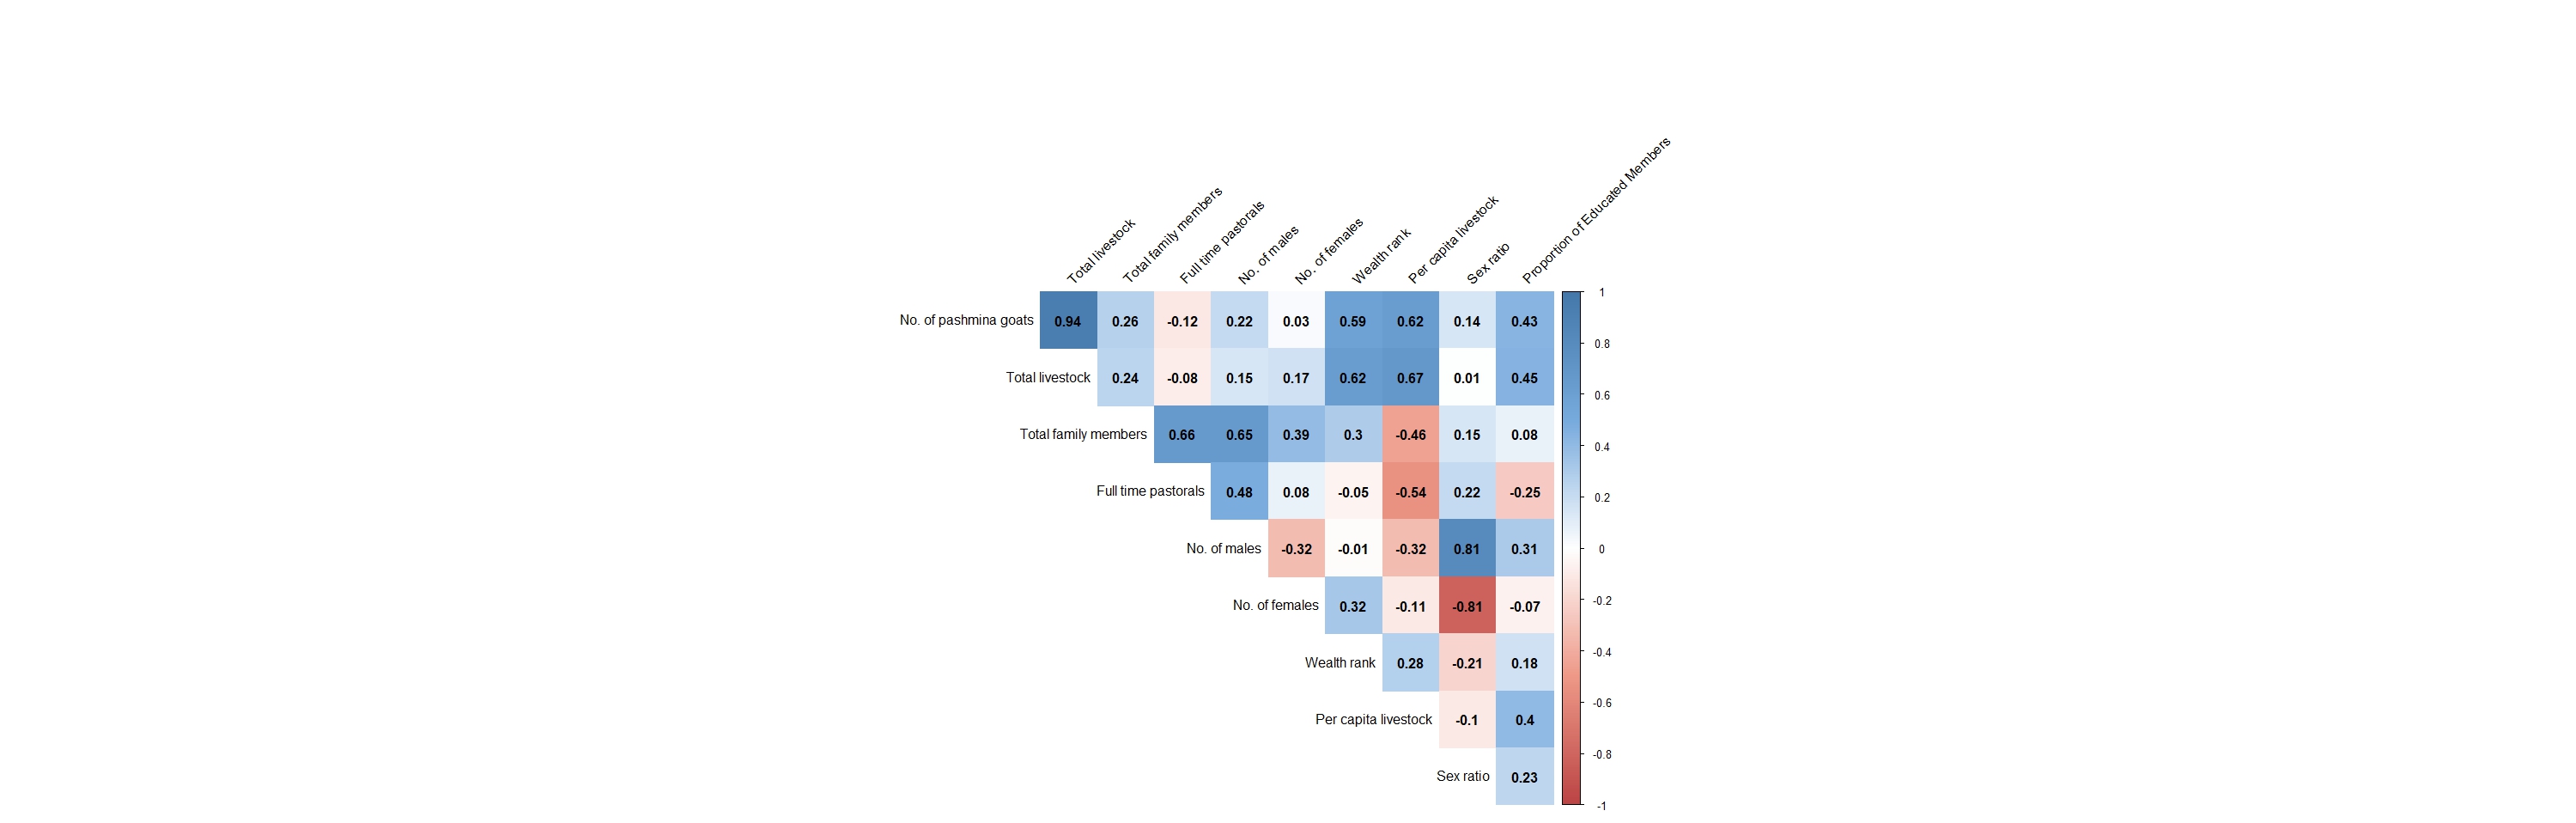 Total livestock
Total family members
Full time pastorals
No. of males
No. of females
Wealth rank
Per capita livestock
Sex ratio
Proportion of Educated Members
No. of pashmina goats 0.94 0.26 -0.12 0.22 0.03 0.59 0.62 0.14 0.43
Total livestock 0.24 -0.08 0.15 0.17 0.62 0.67 0.01 0.45
Total family members 0.66 0.65 0.39 0.3 -0.46 0.15 0.08
Full time pastorals 0.48 0.08 -0.05 -0.54 0.22 -0.25
No. of males -0.32 -0.01 -0.32 0.81 0.31
No. of females 0.32 -0.11 -0.81 -0.07
Wealth rank 0.28 -0.21 0.18
Per capita livestock -0.1 0.4
Sex ratio 0.23
1
0.8
0.6
0.4
0.2
0
-0.2
-0.4
-0.6
-0.8
-1